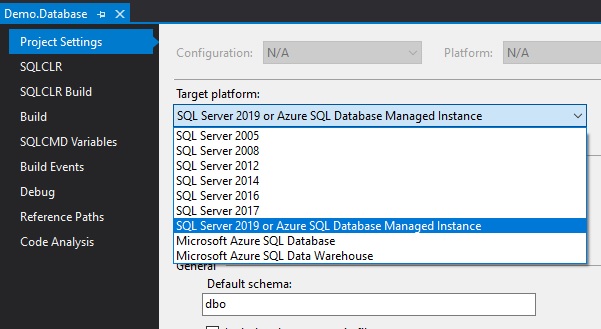 Demo.Database
Project Settings
SQLCLR
SQLCLR Build
Build
SQLCMD Variables
Build Events
Debug
Reference Paths
Code Analysis
Configuration: N/A Platform: N/A
Target platform:
SQL Server 2019 or Azure SQL Database Managed Instance
SQL Server 2005
SQL Server 2008
SQL Server 2012
SQL Server 2014
SQL Server 2016
SQL Server 2017
SQL Server 2019 or Azure SQL Database Managed Instance
Microsoft Azure SQL Database
Microsoft Azure SQL Data Warehouse
General
Default schema:
dbo